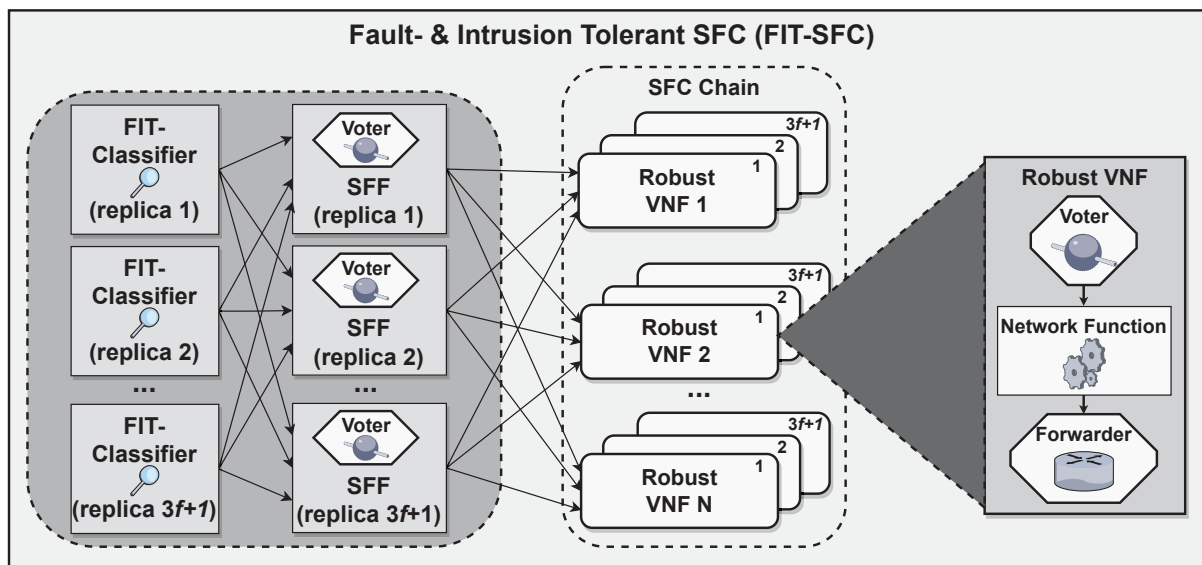 Fault- & Intrusion Tolerant SFC (FIT-SFC)
FIT-
Classifier
(replica 1)
FIT-
Classifier
(replica 2)
...
FIT-
Classifier
(replica 3f+1)
Voter
SFF
(replica 1)
Voter
SFF
(replica 2)
...
Voter
SFF
(replica 3f+1)
SFC Chain
3f+1
2
1
Robust
VNF 1
3f+1
2
1
Robust
VNF 2
...
3f+1
2
1
Robust
VNF N
Robust VNF
Voter
Network Function
Forwarder